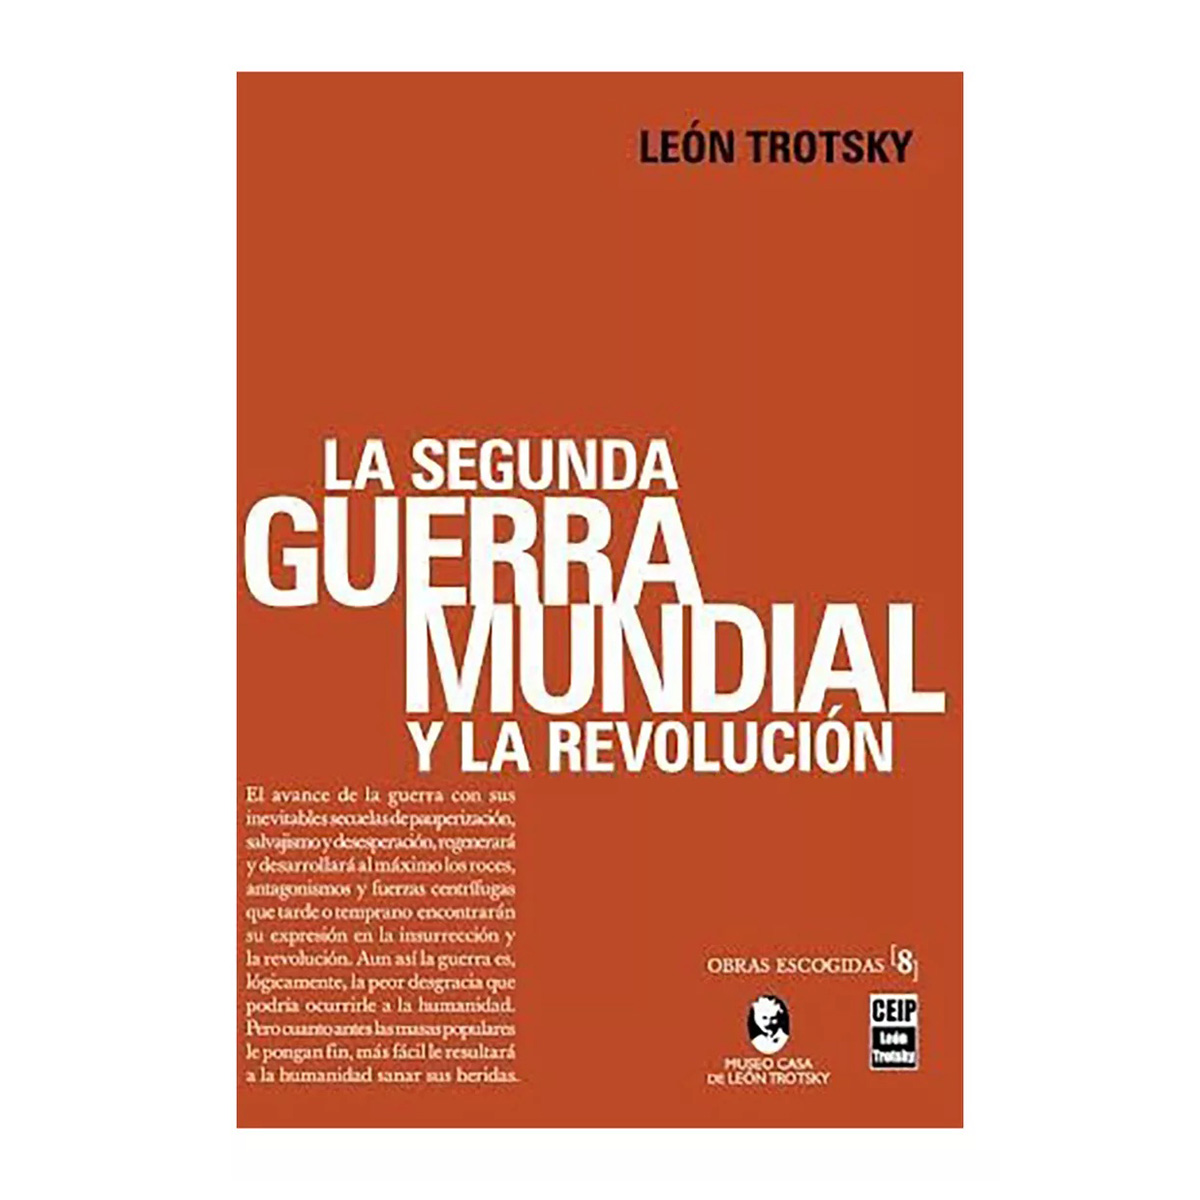 LEÓN TROTSKY
LA SEGUNDA
GUERRA
MUNDIAL
Y LA REVOLUCIÓN
El avance de la guerra con sus
inevitables secuelas de pauperización,
salvajismo y desesperación, regenerará
y desarrollará al máximo los roces,
antagonismos y fuerzas centrífugas
que tarde o temprano encontrarán
su expresión en la insurrección y
la revolución. Aun así la guerra es,
lógicamente, la peor desgracia que
podría ocurrirle a la humanidad.
Pero cuanto antes las masas populares
le pongan fin, más fácil le resultará
a la humanidad sanar sus heridas.
OBRAS ESCOGIDAS [8]
MUSEO CASA
DE LEÓN TROTSKY
CEIP
León
Trotsky